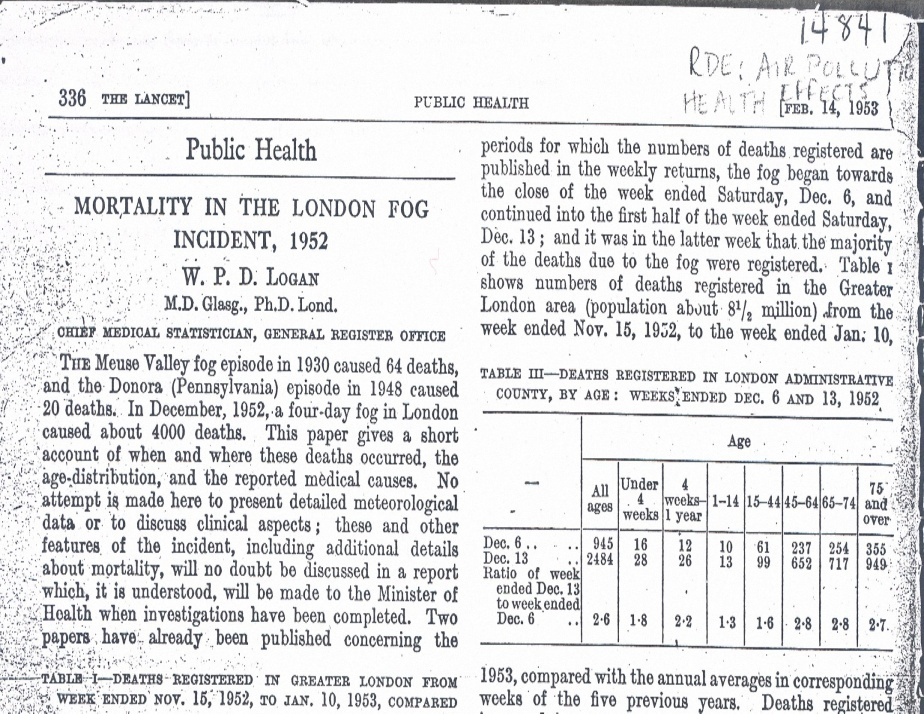 14841
RDE: AIR POLLUTIO
HEALTH EFFECTS
336 THE LANCET]
PUBLIC HEALTH
[FEB. 14, 1953
Public Health
MORTALITY IN THE LONDON FOG
INCIDENT, 1952
W. P. D. LOGAN
M.D. Glasg., Ph.D. Lond.
CHIEF MEDICAL STATISTICIAN, GENERAL REGISTER OFFICE
THE Meuse Valley fog episode in 1930 caused 64 deaths,
and the Donora (Pennsylvania) episode in 1948 caused
20 deaths. In December, 1952, a four-day fog in London
caused about 4000 deaths. This paper gives a short
account of when and where these deaths occurred, the
age-distribution, and the reported medical causes. No
attempt is made here to present detailed meteorological
data or to discuss clinical aspects; these and other
features of the incident, including additional details
about mortality, will no doubt be discussed in a report
which, it is understood, will be made to the Minister of
Health when investigations have been completed. Two
papers have already been published concerning the
TABLE I—DEATHS REGISTERED IN GREATER LONDON FROM
WEEK ENDED NOV. 15, 1952, TO JAN. 10, 1953, COMPARED
periods for which the numbers of deaths registered are
published in the weekly returns, the fog began towards
the close of the week ended Saturday, Dec. 6, and
continued into the first half of the week ended Saturday,
Dec. 13; and it was in the latter week that the majority
of the deaths due to the fog were registered. Table I
shows numbers of deaths registered in the Greater
London area (population about 8 1/2 million) from the
week ended Nov. 15, 1952, to the week ended Jan. 10,
TABLE III—DEATHS REGISTERED IN LONDON ADMINISTRATIVE
COUNTY, BY AGE: WEEKS ENDED DEC. 6 AND 13, 1952
Age
— All ages Under 4 weeks 4 weeks–1 year 1–14 15–44 45–64 65–74 75 and over
Dec. 6 .. .. 945 16 12 10 61 237 254 355
Dec. 13 .. 2484 28 26 13 99 652 717 949
Ratio of week
ended Dec. 13
to week ended
Dec. 6 .. 2·6 1·8 2·2 1·3 1·6 2·8 2·8 2·7
1953, compared with the annual averages in corresponding
weeks of the five previous years. Deaths registered